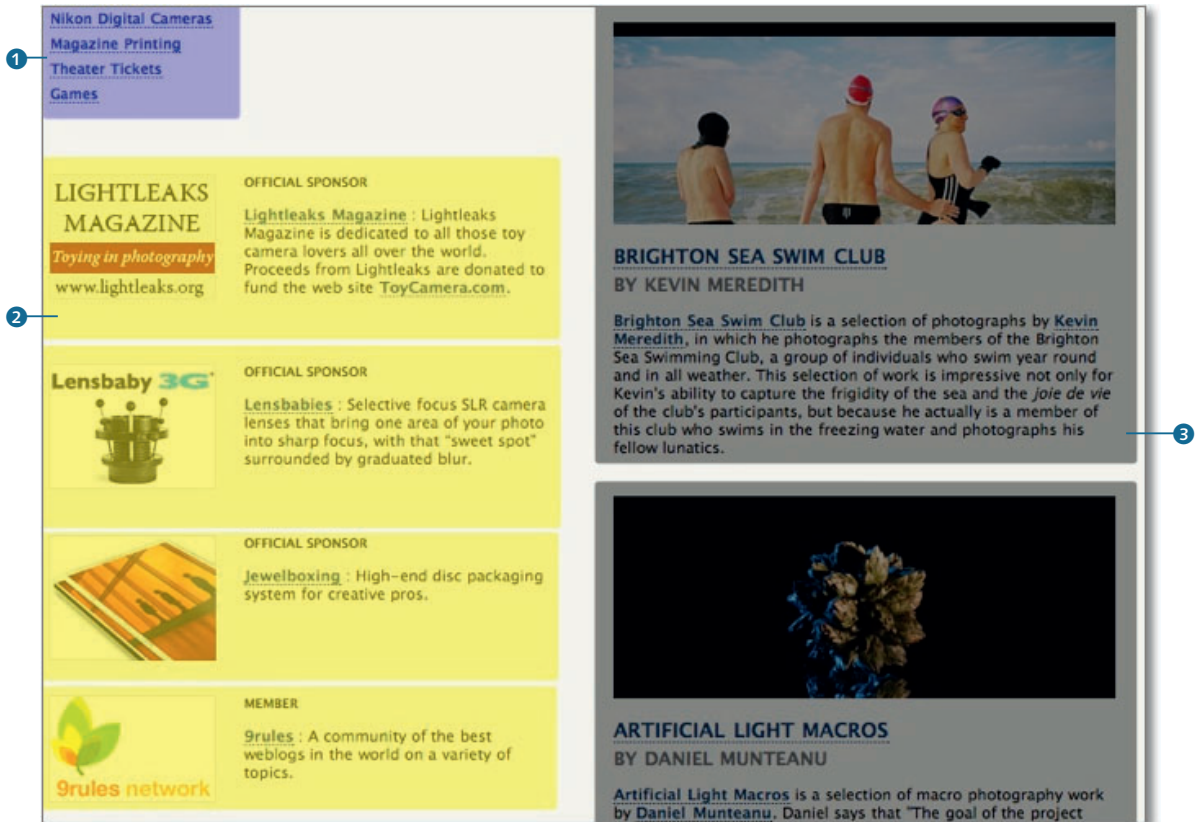 Nikon Digital Cameras
Magazine Printing
Theater Tickets
Games
1
LIGHTLEAKS
MAGAZINE
Toying in photography
www.lightleaks.org
OFFICIAL SPONSOR
Lightleaks Magazine : Lightleaks
Magazine is dedicated to all those toy
camera lovers all over the world.
Proceeds from Lightleaks are donated to
fund the web site ToyCamera.com.
2
Lensbaby 3G
OFFICIAL SPONSOR
Lensbabies : Selective focus SLR camera
lenses that bring one area of your photo
into sharp focus, with that “sweet spot”
surrounded by graduated blur.
OFFICIAL SPONSOR
Jewelboxing : High-end disc packaging
system for creative pros.
9rules network
MEMBER
9rules : A community of the best
weblogs in the world on a variety of
topics.
BRIGHTON SEA SWIM CLUB
BY KEVIN MEREDITH
Brighton Sea Swim Club is a selection of photographs by Kevin
Meredith, in which he photographs the members of the Brighton
Sea Swimming Club, a group of individuals who swim year round
and in all weather. This selection of work is impressive not only for
Kevin's ability to capture the frigidity of the sea and the joie de vie
of the club's participants, but because he actually is a member of
this club who swims in the freezing water and photographs his
fellow lunatics.
3
ARTIFICIAL LIGHT MACROS
BY DANIEL MUNTEANU
Artificial Light Macros is a selection of macro photography work
by Daniel Munteanu. Daniel says that "The goal of the project